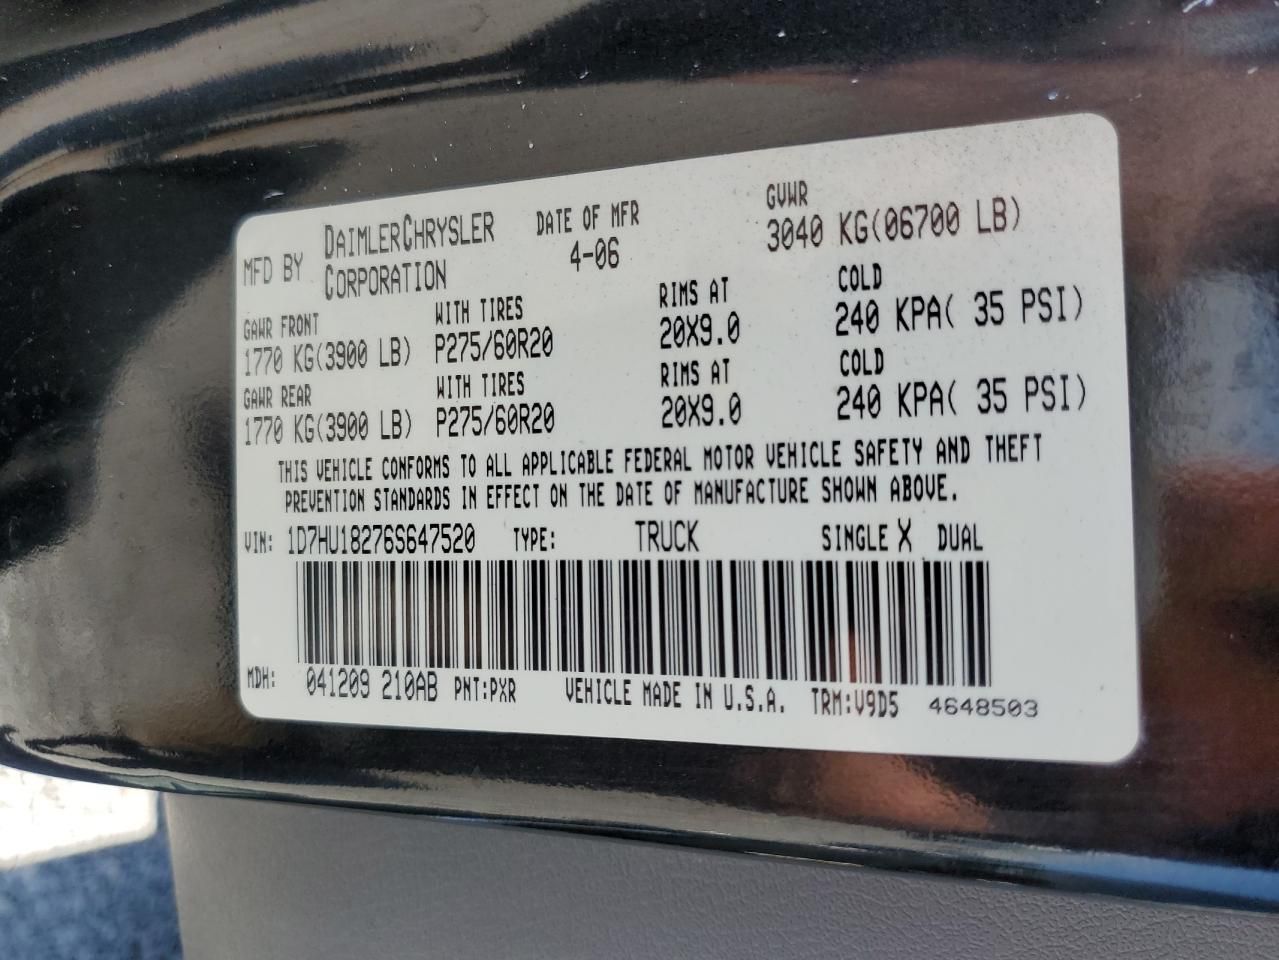 MFD BY DAIMLERCHRYSLER CORPORATION
DATE OF MFR
4-06
GVWR
3040 KG(06700 LB)
GAWR FRONT WITH TIRES RIMS AT COLD
1770 KG(3900 LB) P275/60R20 20X9.0 240 KPA( 35 PSI)
GAWR REAR WITH TIRES RIMS AT COLD
1770 KG(3900 LB) P275/60R20 20X9.0 240 KPA( 35 PSI)
THIS VEHICLE CONFORMS TO ALL APPLICABLE FEDERAL MOTOR VEHICLE SAFETY AND THEFT
PREVENTION STANDARDS IN EFFECT ON THE DATE OF MANUFACTURE SHOWN ABOVE.
VIN: 1D7HU18276S647520 TYPE: TRUCK SINGLE X DUAL
MDH: 041209 210AB PNT:PXR VEHICLE MADE IN U.S.A. TRM:V9D5 4648503